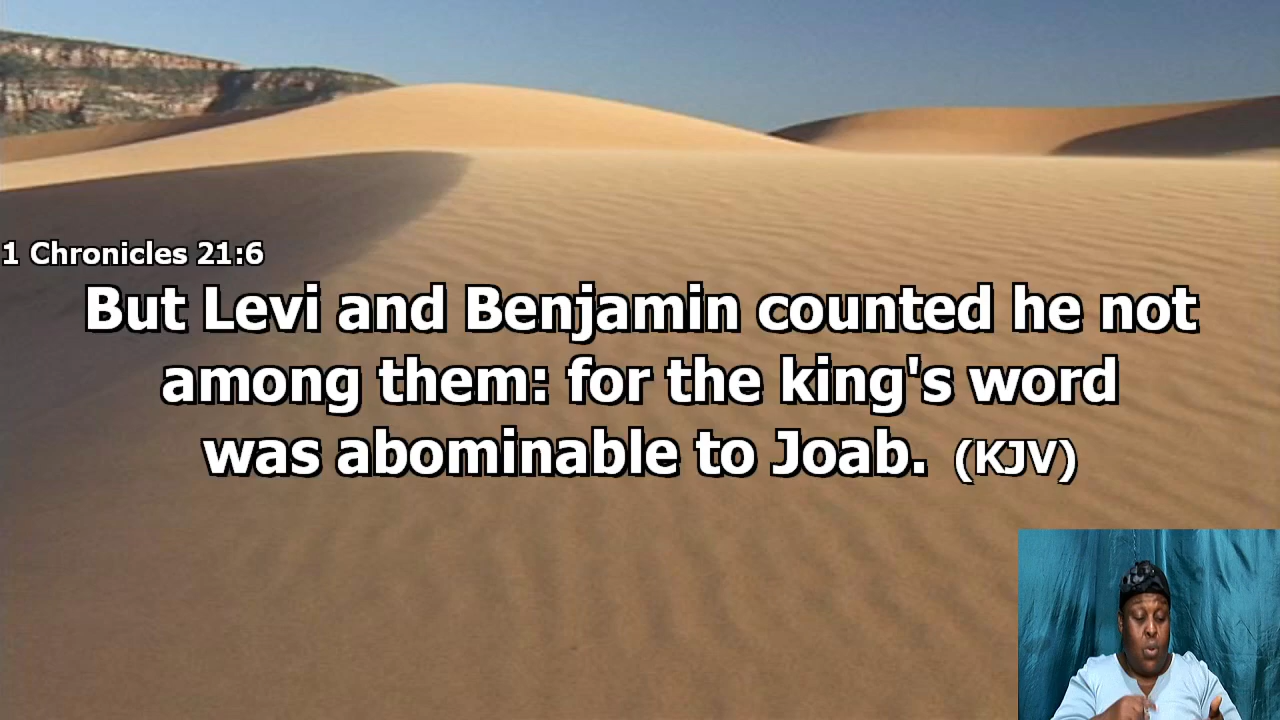 1 Chronicles 21:6
But Levi and Benjamin counted he not
among them: for the king's word
was abominable to Joab. (KJV)